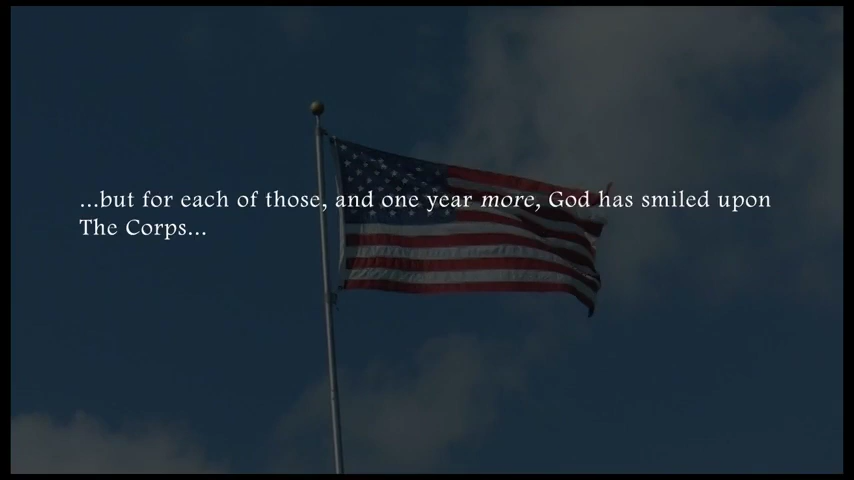 ...but for each of those, and one year more, God has smiled upon
The Corps...